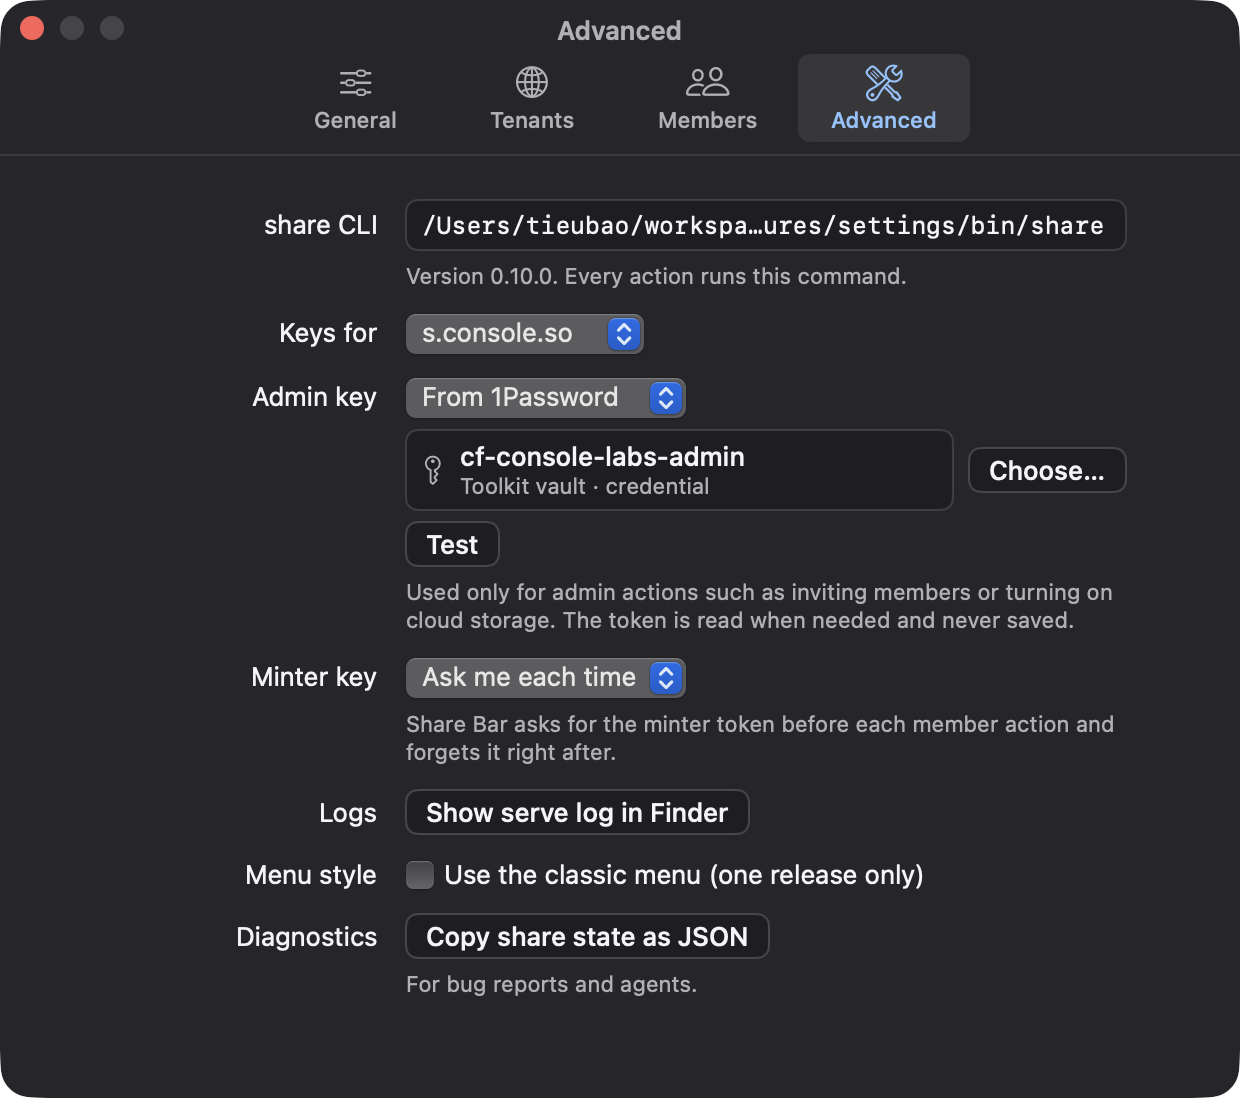 Advanced
General
Tenants
Members
Advanced
share CLI
/Users/tieubao/workspa…ures/settings/bin/share
Version 0.10.0. Every action runs this command.
Keys for
s.console.so
Admin key
From 1Password
cf-console-labs-admin
Toolkit vault · credential
Choose...
Test
Used only for admin actions such as inviting members or turning on
cloud storage. The token is read when needed and never saved.
Minter key
Ask me each time
Share Bar asks for the minter token before each member action and
forgets it right after.
Logs
Show serve log in Finder
Menu style
Use the classic menu (one release only)
Diagnostics
Copy share state as JSON
For bug reports and agents.